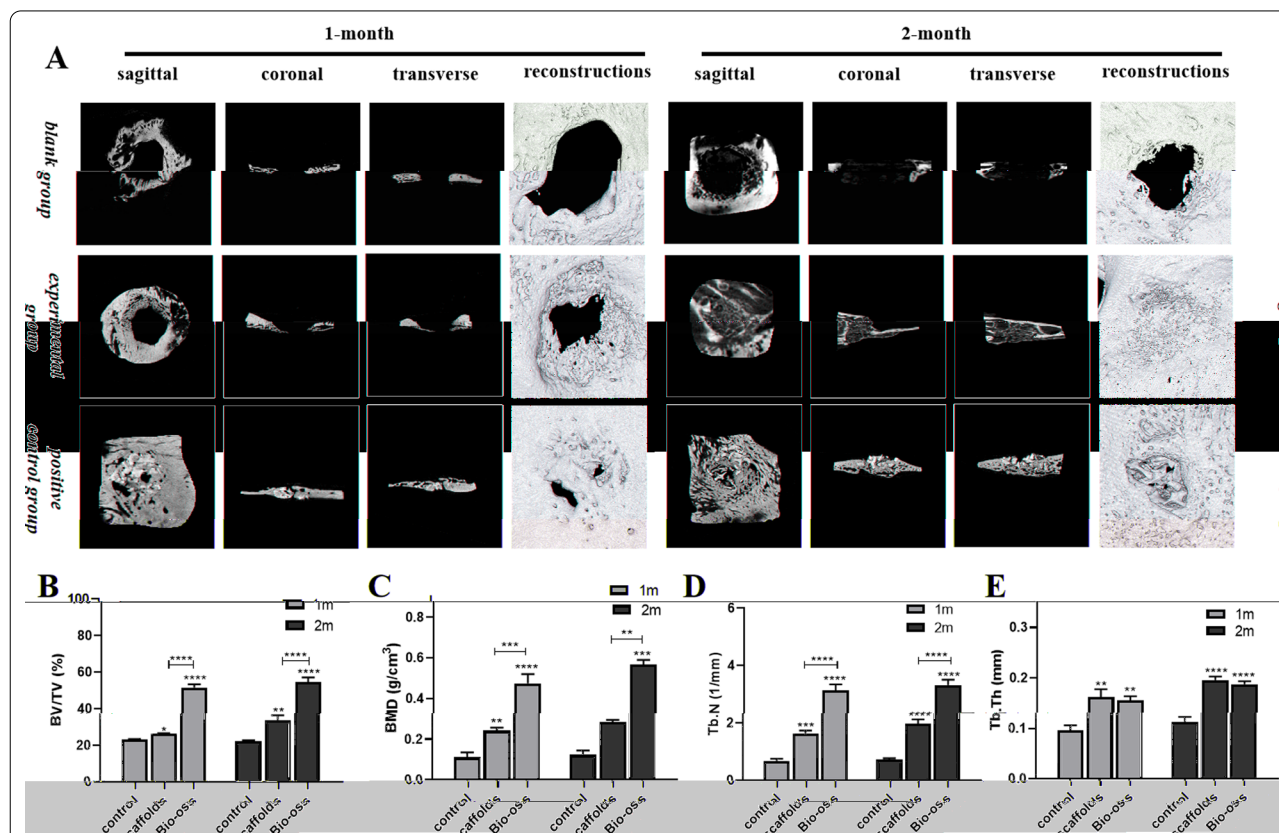 A
1-month
2-month
sagittal coronal transverse reconstructions sagittal coronal transverse reconstructions
blank group
experimental
group
positive
control group
B
100
80
60
40
20
0
BV/TV (%)
1m
2m
****
****
*
****
****
**
control
scaffolds
Bio-oss
control
scaffolds
Bio-oss
C
0.8
0.6
0.4
0.2
0.0
BMD (g/cm³)
1m
2m
***
****
**
**
***
control
scaffolds
Bio-oss
control
scaffolds
Bio-oss
D
6
4
2
0
Tb.N (1/mm)
1m
2m
****
****
***
****
****
****
control
scaffolds
Bio-oss
control
scaffolds
Bio-oss
E
0.3
0.2
0.1
0.0
Tb.Th (mm)
1m
2m
**
**
****
****
control
scaffolds
Bio-oss
control
scaffolds
Bio-oss